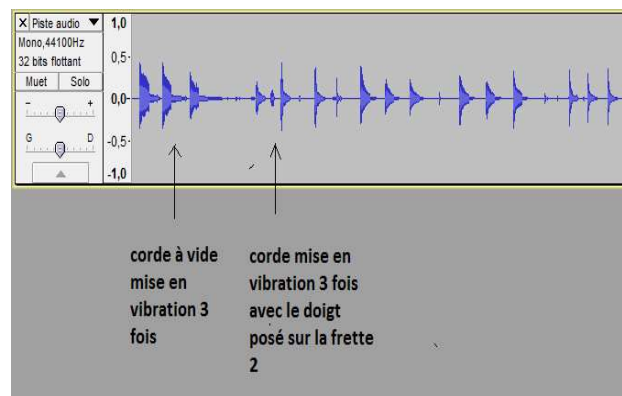 X Piste audio ▼
Mono,44100Hz
32 bits flottant
Muet Solo
- +
G D
1,0
0,5-
0,0-
-0,5-
-1,0
corde à vide
mise en
vibration 3
fois
corde mise en
vibration 3 fois
avec le doigt
posé sur la frette
2